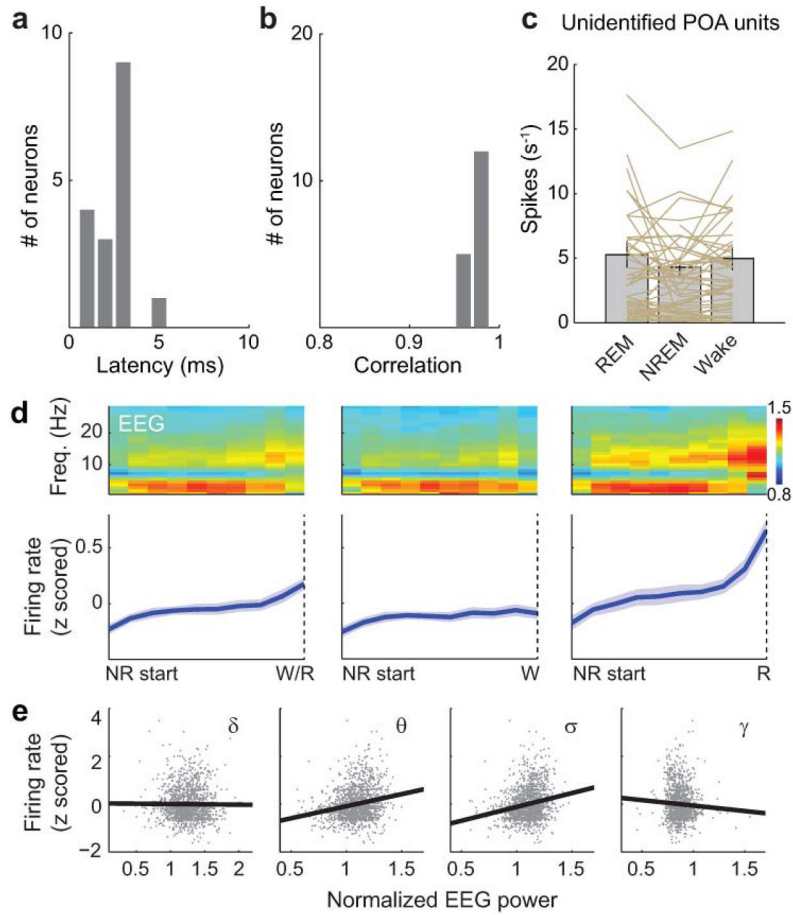 a
# of neurons
10
5
0
5
10
Latency (ms)
b
# of neurons
20
10
0.8
0.9
1
Correlation
c
Unidentified POA units
Spikes (s⁻¹)
20
15
10
5
0
REM
NREM
Wake
d
EEG
Freq. (Hz)
20
10
1.5
0.8
Firing rate
(z scored)
0.5
0
NR start
W/R
NR start
W
NR start
R
e
Firing rate
(z scored)
4
2
0
−2
δ
θ
σ
γ
0.5
1
1.5
2
0.5
1
1.5
0.5
1
1.5
0.5
1
1.5
Normalized EEG power